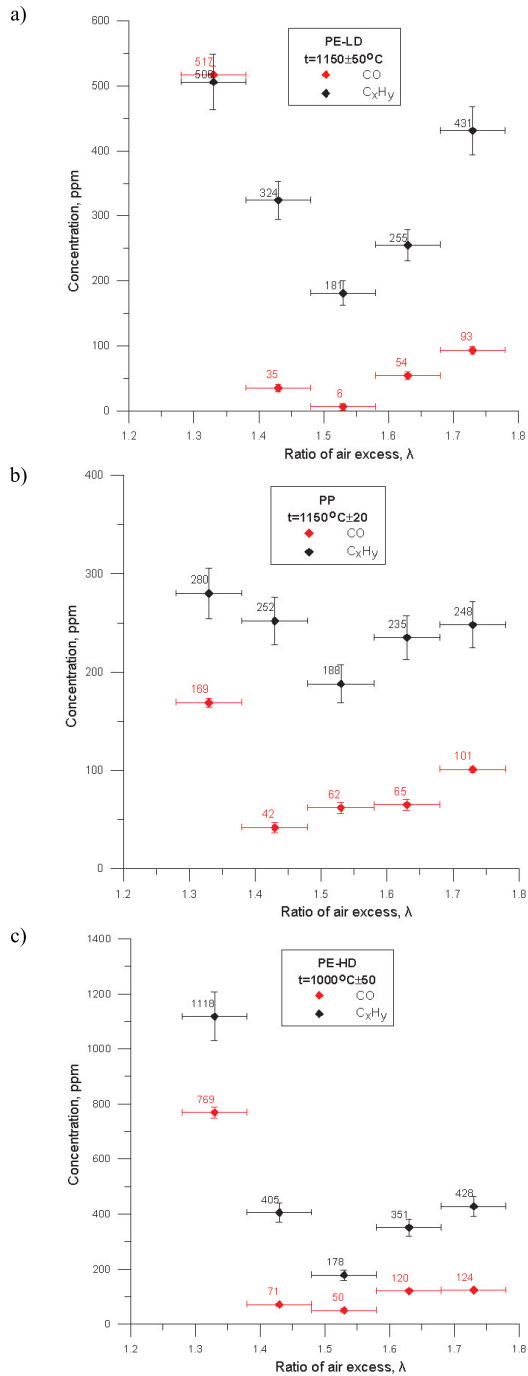 a)
PE-LD
t=1150±50°C
CO
CxHy
600
500
400
300
200
100
0
Concentration, ppm
517
506
324
181
255
431
35
6
54
93
1.2 1.3 1.4 1.5 1.6 1.7 1.8
Ratio of air excess, λ
b)
PP
t=1150°C±20
CO
CxHy
400
300
200
100
0
Concentration, ppm
280
252
188
235
248
169
42
62
65
101
1.2 1.3 1.4 1.5 1.6 1.7 1.8
Ratio of air excess, λ
c)
PE-HD
t=1000°C±50
CO
CxHy
1400
1200
1000
800
600
400
200
0
Concentration, ppm
1118
769
405
178
351
428
71
50
120
124
1.2 1.3 1.4 1.5 1.6 1.7 1.8
Ratio of air excess, λ